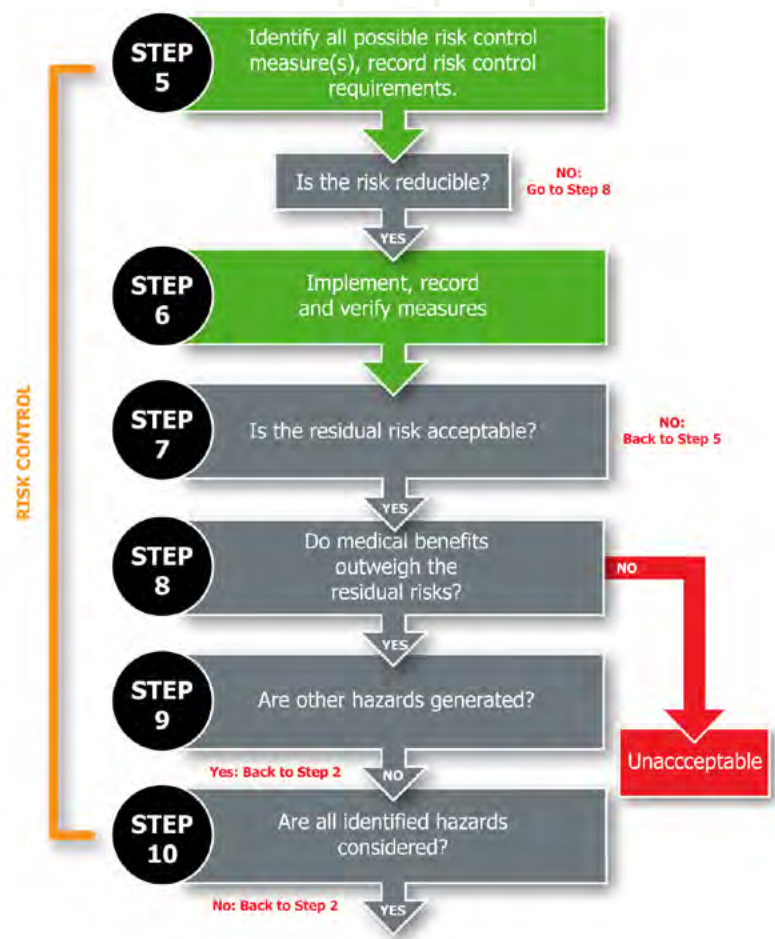 STEP
5
Identify all possible risk control
measure(s), record risk control
requirements.
Is the risk reducible?
NO:
Go to Step 8
YES
STEP
6
Implement, record
and verify measures
STEP
7
Is the residual risk acceptable?
NO:
Back to Step 5
YES
RISK CONTROL
STEP
8
Do medical benefits
outweigh the
residual risks?
NO
YES
STEP
9
Are other hazards generated?
Unaccceptable
Yes: Back to Step 2
NO
STEP
10
Are all identified hazards
considered?
No: Back to Step 2
YES